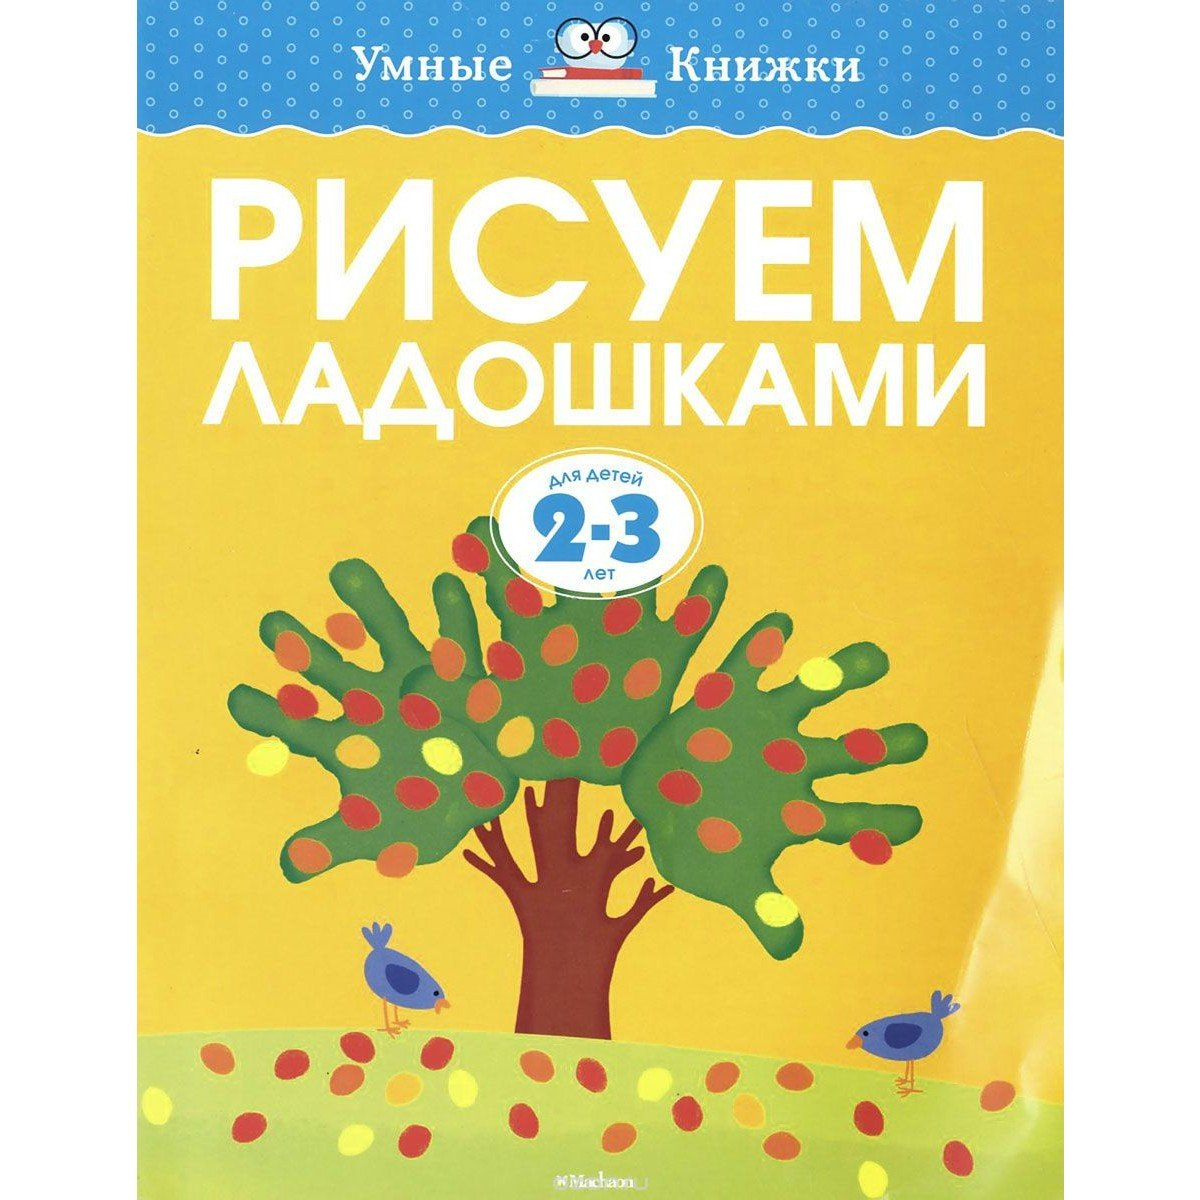 Умные Книжки
РИСУЕМ
ЛАДОШКАМИ
для детей
2-3
лет
Machaon